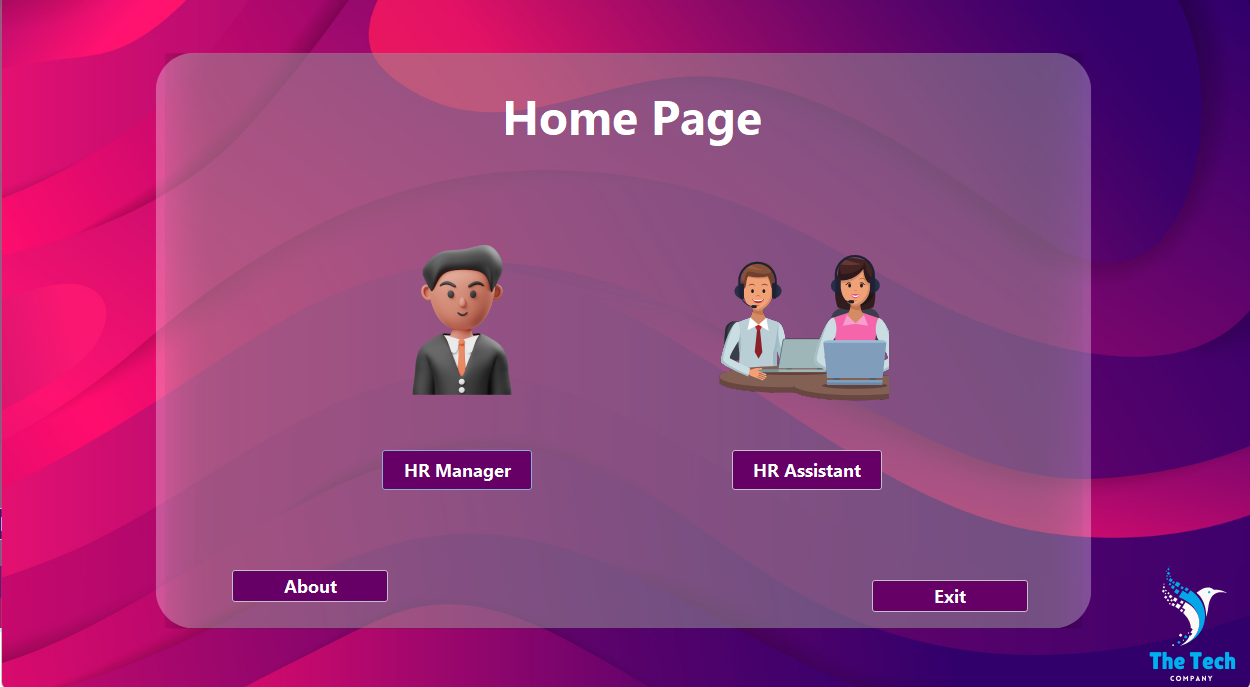 Home Page
HR Manager
HR Assistant
About
Exit
The Tech
COMPANY